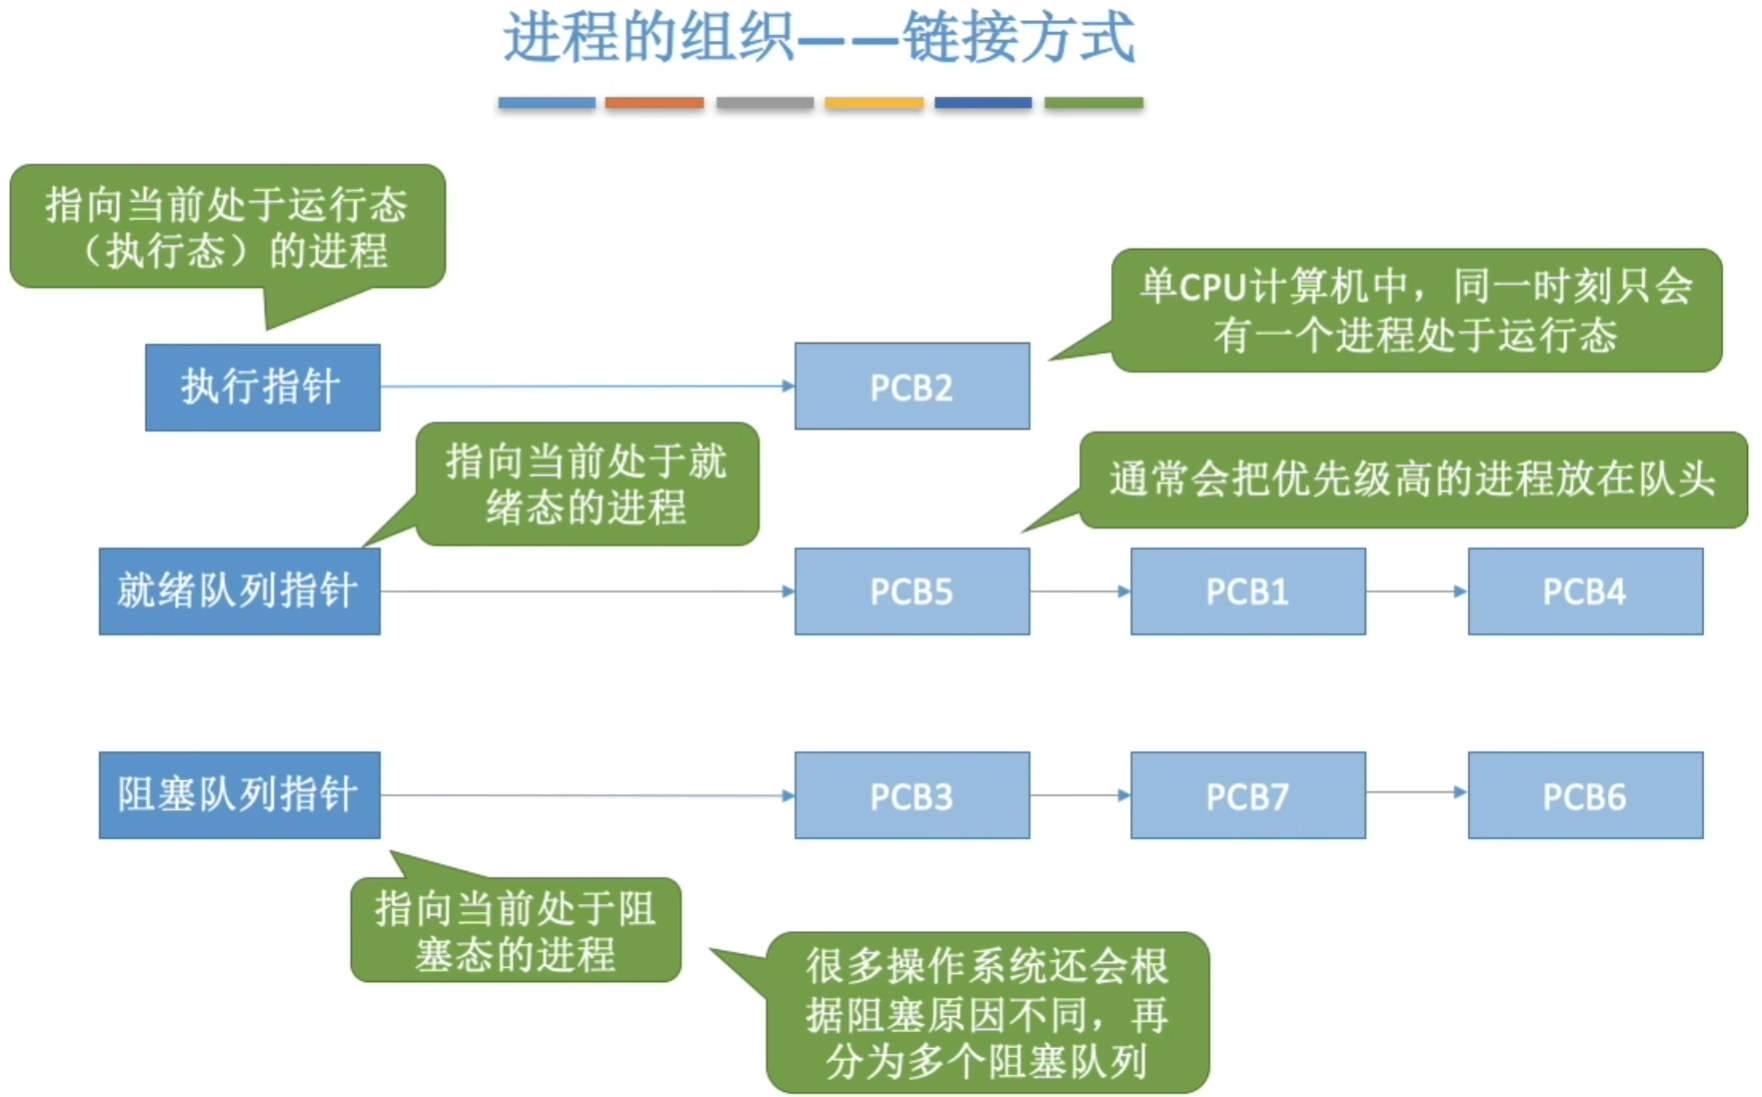 进程的组织——链接方式
指向当前处于运行态
（执行态）的进程
单CPU计算机中，同一时刻只会
有一个进程处于运行态
执行指针
PCB2
指向当前处于就
绪态的进程
通常会把优先级高的进程放在队头
就绪队列指针
PCB5
PCB1
PCB4
阻塞队列指针
PCB3
PCB7
PCB6
指向当前处于阻
塞态的进程
很多操作系统还会根
据阻塞原因不同，再
分为多个阻塞队列